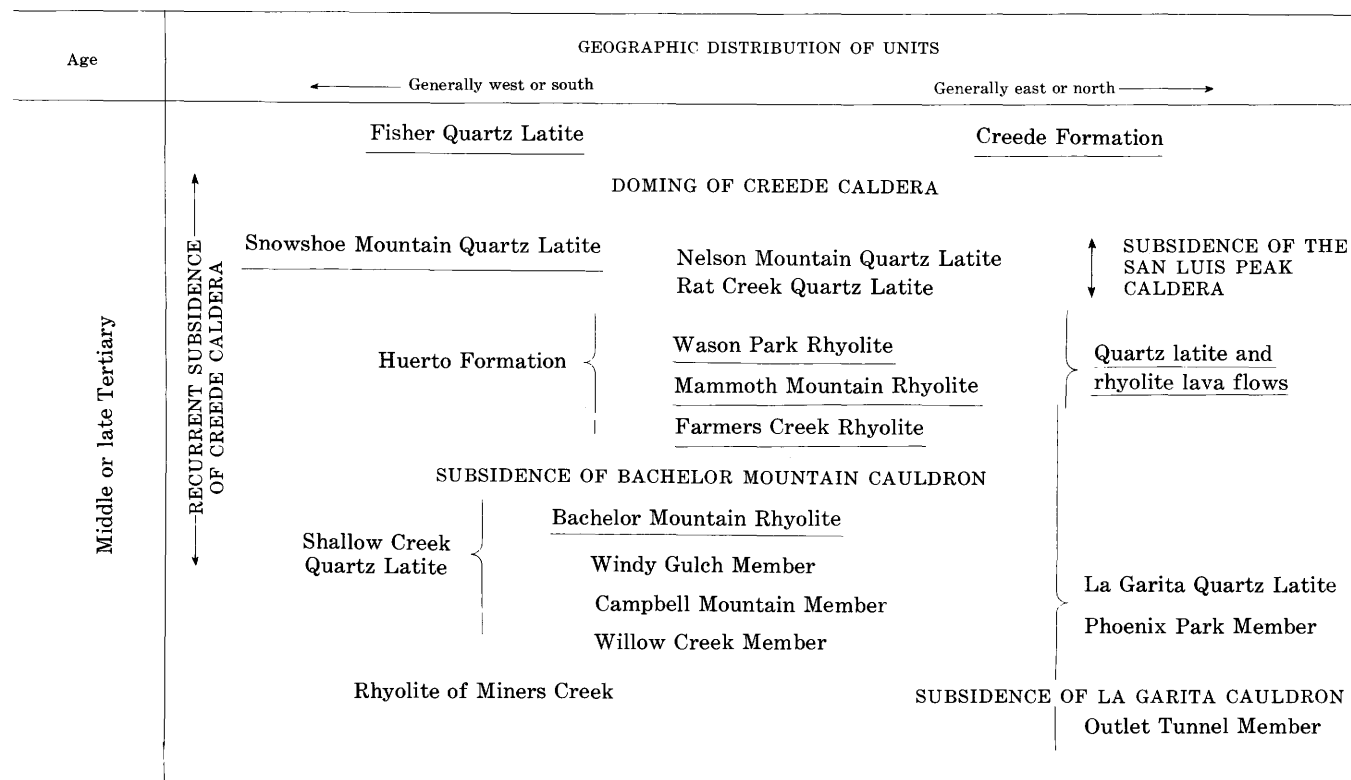 Age
GEOGRAPHIC DISTRIBUTION OF UNITS
Generally west or south
Generally east or north
Middle or late Tertiary
RECURRENT SUBSIDENCE
OF CREEDE CALDERA
Fisher Quartz Latite
Creede Formation
DOMING OF CREEDE CALDERA
Snowshoe Mountain Quartz Latite
Nelson Mountain Quartz Latite
Rat Creek Quartz Latite
SUBSIDENCE OF THE
SAN LUIS PEAK
CALDERA
Huerto Formation
Wason Park Rhyolite
Mammoth Mountain Rhyolite
Farmers Creek Rhyolite
Quartz latite and
rhyolite lava flows
SUBSIDENCE OF BACHELOR MOUNTAIN CAULDRON
Shallow Creek
Quartz Latite
Bachelor Mountain Rhyolite
Windy Gulch Member
Campbell Mountain Member
Willow Creek Member
La Garita Quartz Latite
Phoenix Park Member
Rhyolite of Miners Creek
SUBSIDENCE OF LA GARITA CAULDRON
Outlet Tunnel Member